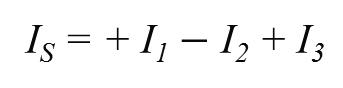 I_S = + I_1 − I_2 + I_3